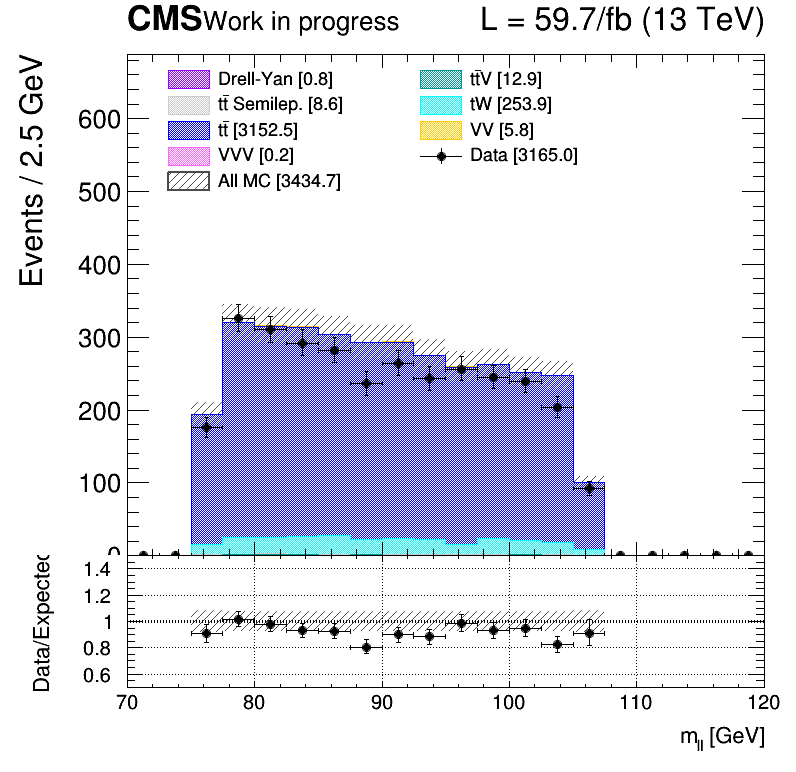 CMS Work in progress L = 59.7/fb (13 TeV)
Events / 2.5 GeV
Drell-Yan [0.8]
tt̄ Semilep. [8.6]
tt̄ [3152.5]
VVV [0.2]
All MC [3434.7]
tt̄V [12.9]
tW [253.9]
VV [5.8]
Data [3165.0]
600
500
400
300
200
100
0
Data/Expected
1.4
1.2
1
0.8
0.6
70 80 90 100 110 120
m_ll [GeV]